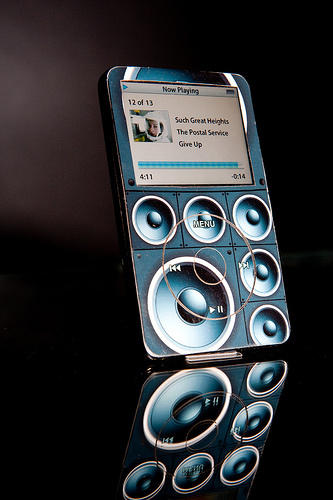 Now Playing
12 of 13
Such Great Heights
The Postal Service
Give Up
4:11 -0:14
MENU